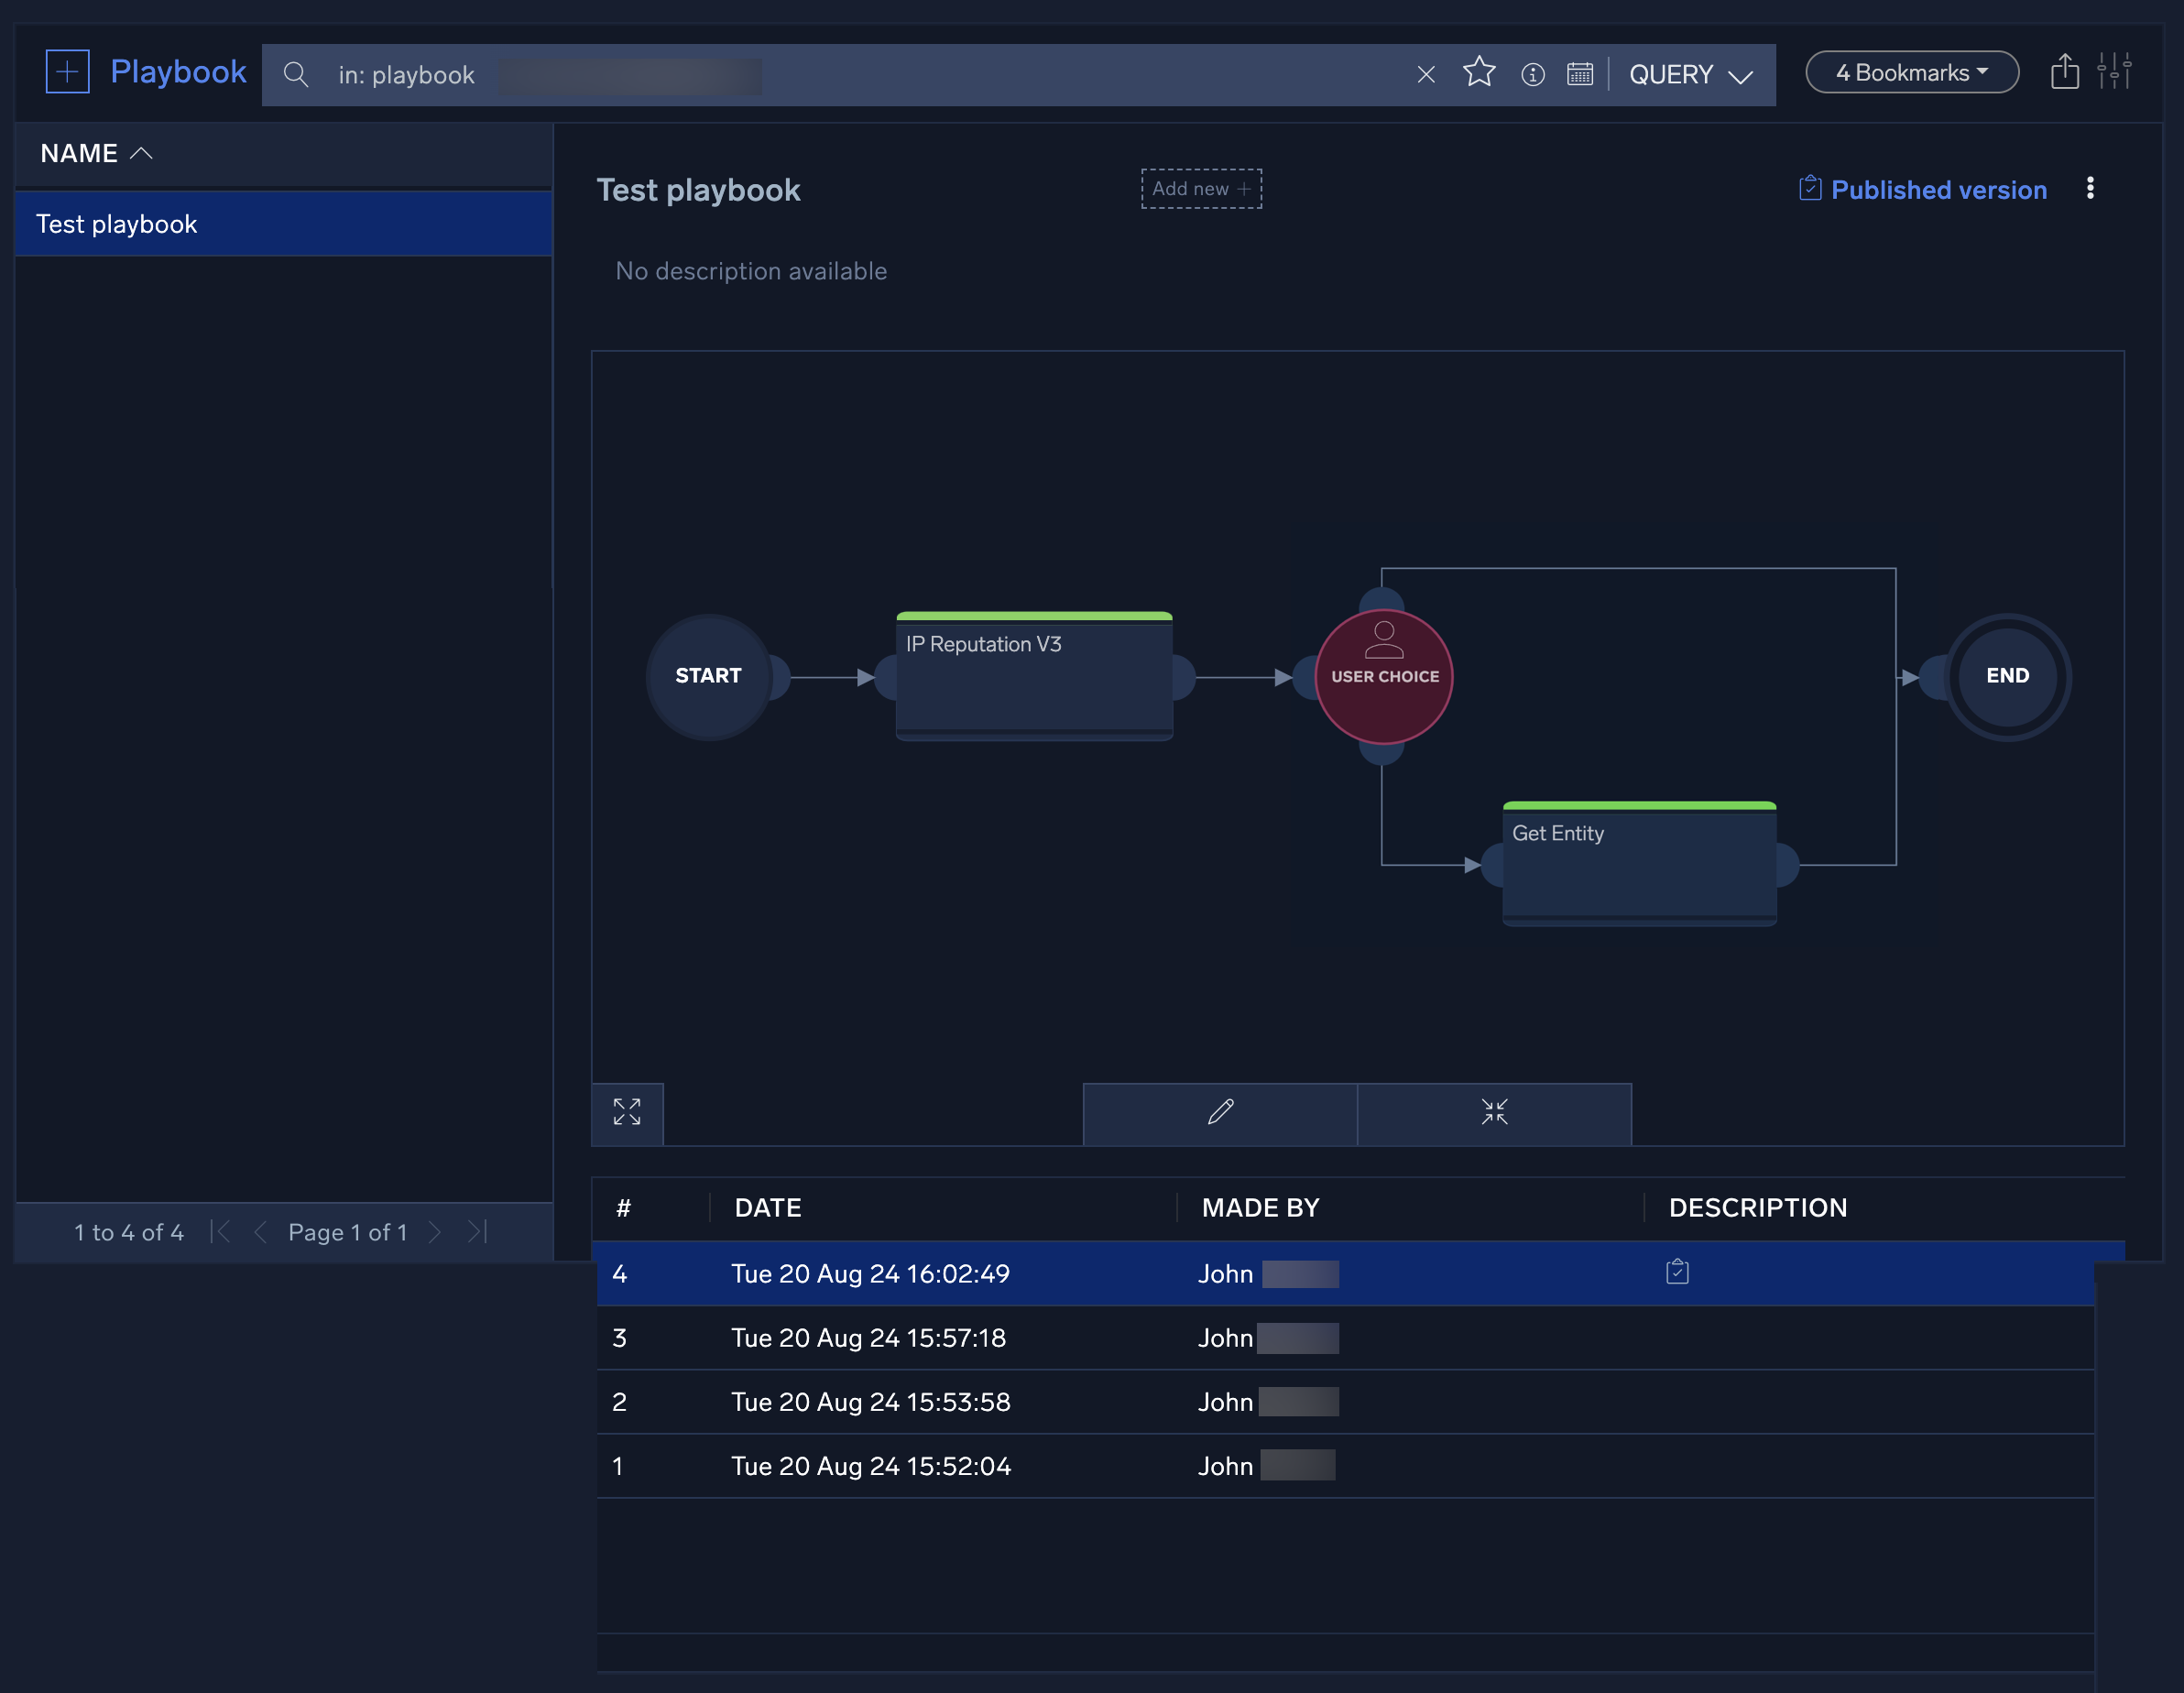 Playbook
in: playbook
QUERY
4 Bookmarks
NAME
Test playbook
Test playbook
Add new +
Published version
No description available
START
IP Reputation V3
USER CHOICE
END
Get Entity
1 to 4 of 4
Page 1 of 1
# DATE MADE BY DESCRIPTION
4 Tue 20 Aug 24 16:02:49 John
3 Tue 20 Aug 24 15:57:18 John
2 Tue 20 Aug 24 15:53:58 John
1 Tue 20 Aug 24 15:52:04 John